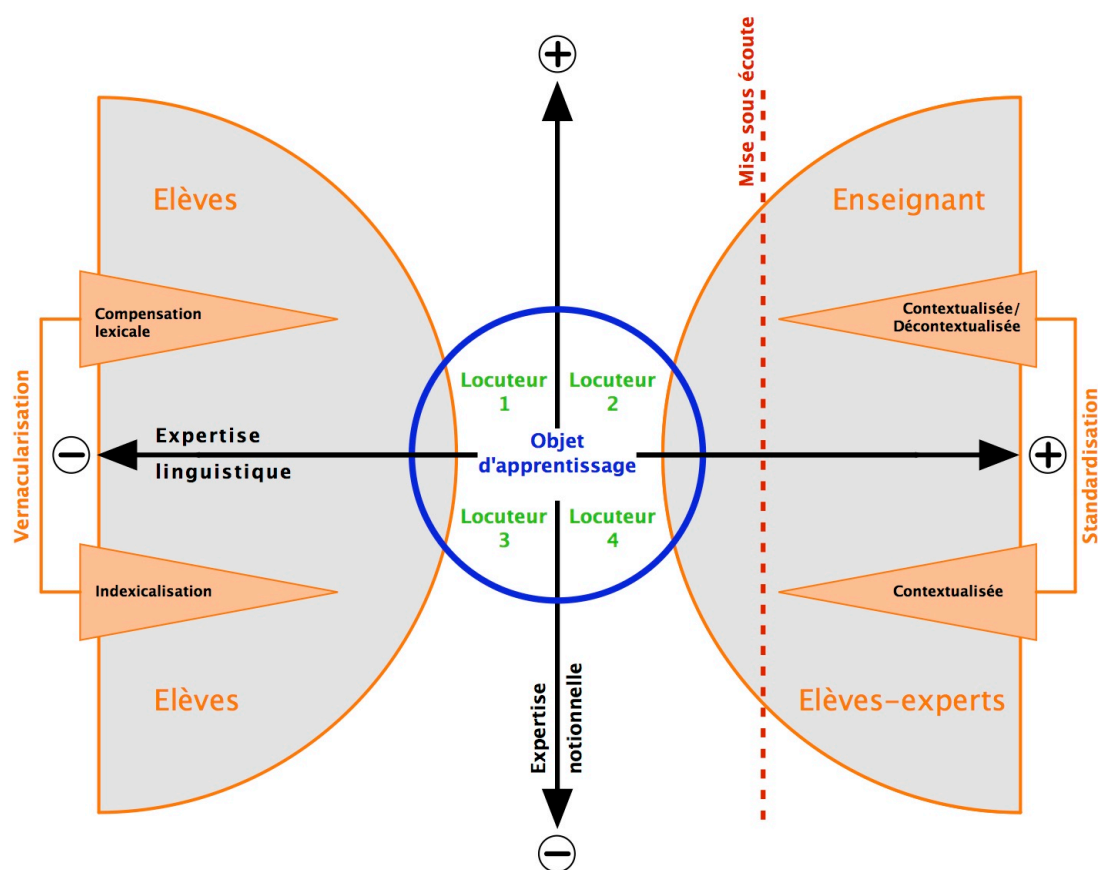 +
Mise sous écoute
Elèves
Enseignant
Compensation
lexicale
Contextualisée/
Décontextualisée
Locuteur
1
Locuteur
2
Vernacularisation
−
Expertise
linguistique
Objet
d'apprentissage
+
Standardisation
Locuteur
3
Locuteur
4
Indexicalisation
Contextualisée
Elèves
Elèves-experts
Expertise
notionnelle
−